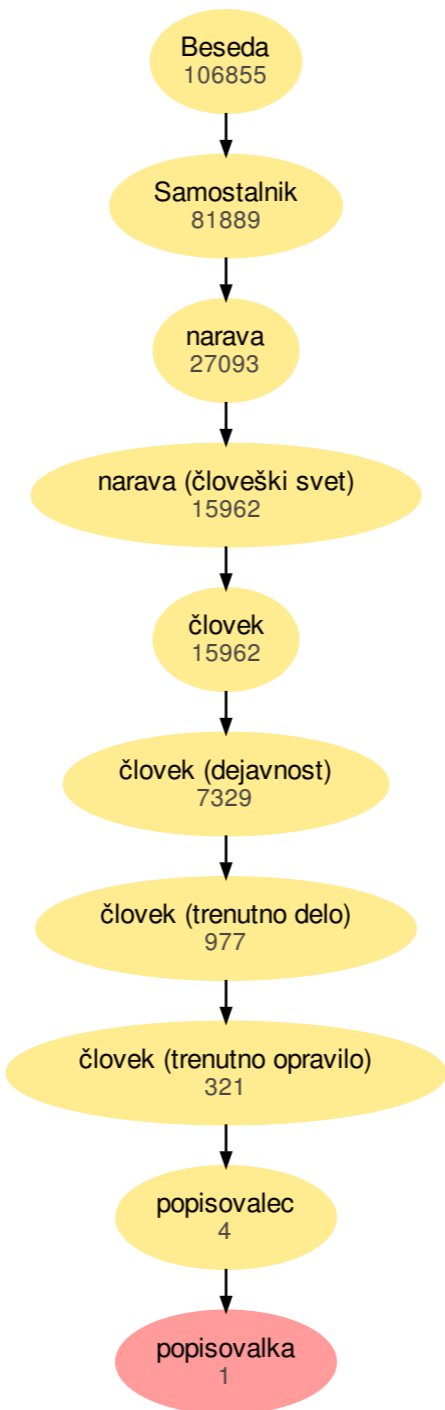 Beseda
106855
Samostalnik
81889
narava
27093
narava (človeški svet)
15962
človek
15962
človek (dejavnost)
7329
človek (trenutno delo)
977
človek (trenutno opravilo)
321
popisovalec
4
popisovalka
1